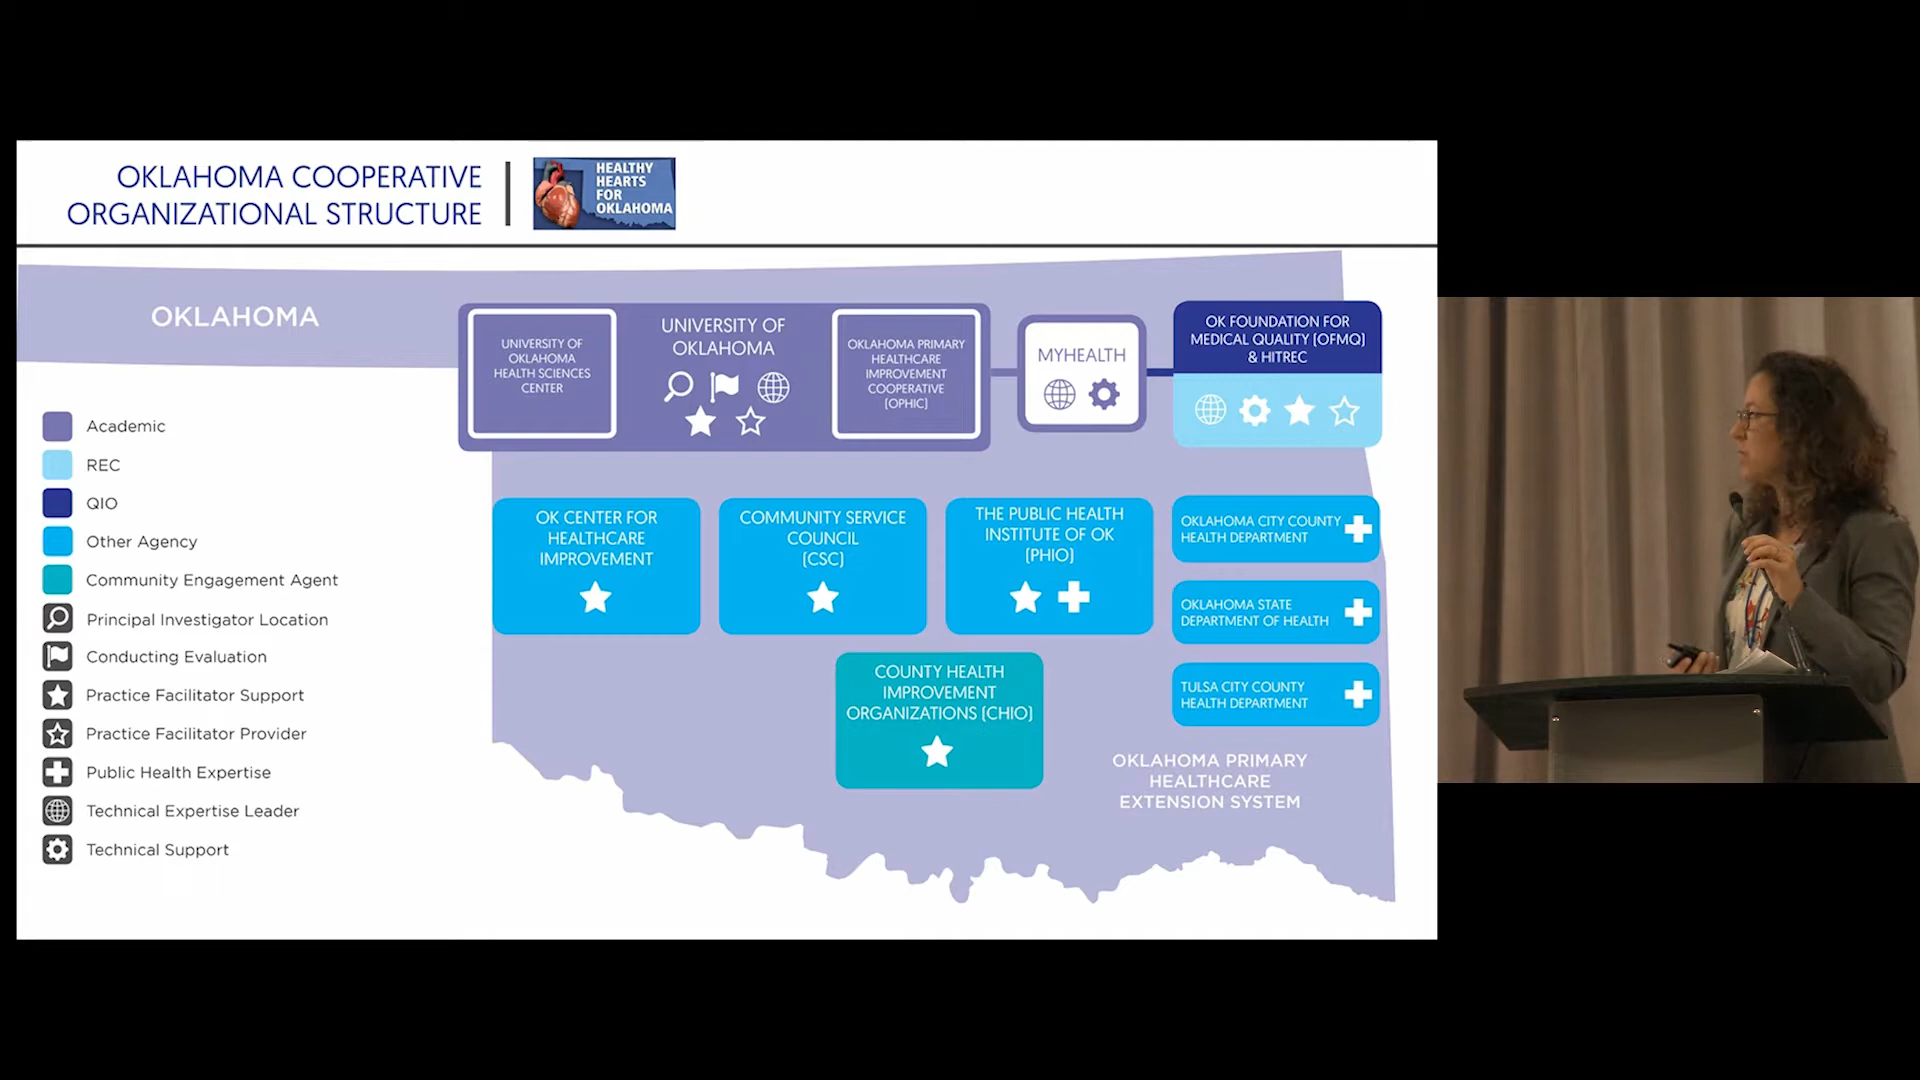 OKLAHOMA COOPERATIVE
ORGANIZATIONAL STRUCTURE
HEALTHY
HEARTS
FOR
OKLAHOMA
OKLAHOMA
UNIVERSITY OF
OKLAHOMA
HEALTH SCIENCES
CENTER
UNIVERSITY OF
OKLAHOMA
OKLAHOMA PRIMARY
HEALTHCARE
IMPROVEMENT
COOPERATIVE
(OPHIC)
MYHEALTH
OK FOUNDATION FOR
MEDICAL QUALITY (OFMQ)
& HITREC
Academic
REC
QIO
Other Agency
Community Engagement Agent
Principal Investigator Location
Conducting Evaluation
Practice Facilitator Support
Practice Facilitator Provider
Public Health Expertise
Technical Expertise Leader
Technical Support
OK CENTER FOR
HEALTHCARE
IMPROVEMENT
COMMUNITY SERVICE
COUNCIL
(CSC)
THE PUBLIC HEALTH
INSTITUTE OF OK
(PHIO)
OKLAHOMA CITY COUNTY
HEALTH DEPARTMENT
OKLAHOMA STATE
DEPARTMENT OF HEALTH
TULSA CITY COUNTY
HEALTH DEPARTMENT
COUNTY HEALTH
IMPROVEMENT
ORGANIZATIONS (CHIO)
OKLAHOMA PRIMARY
HEALTHCARE
EXTENSION SYSTEM